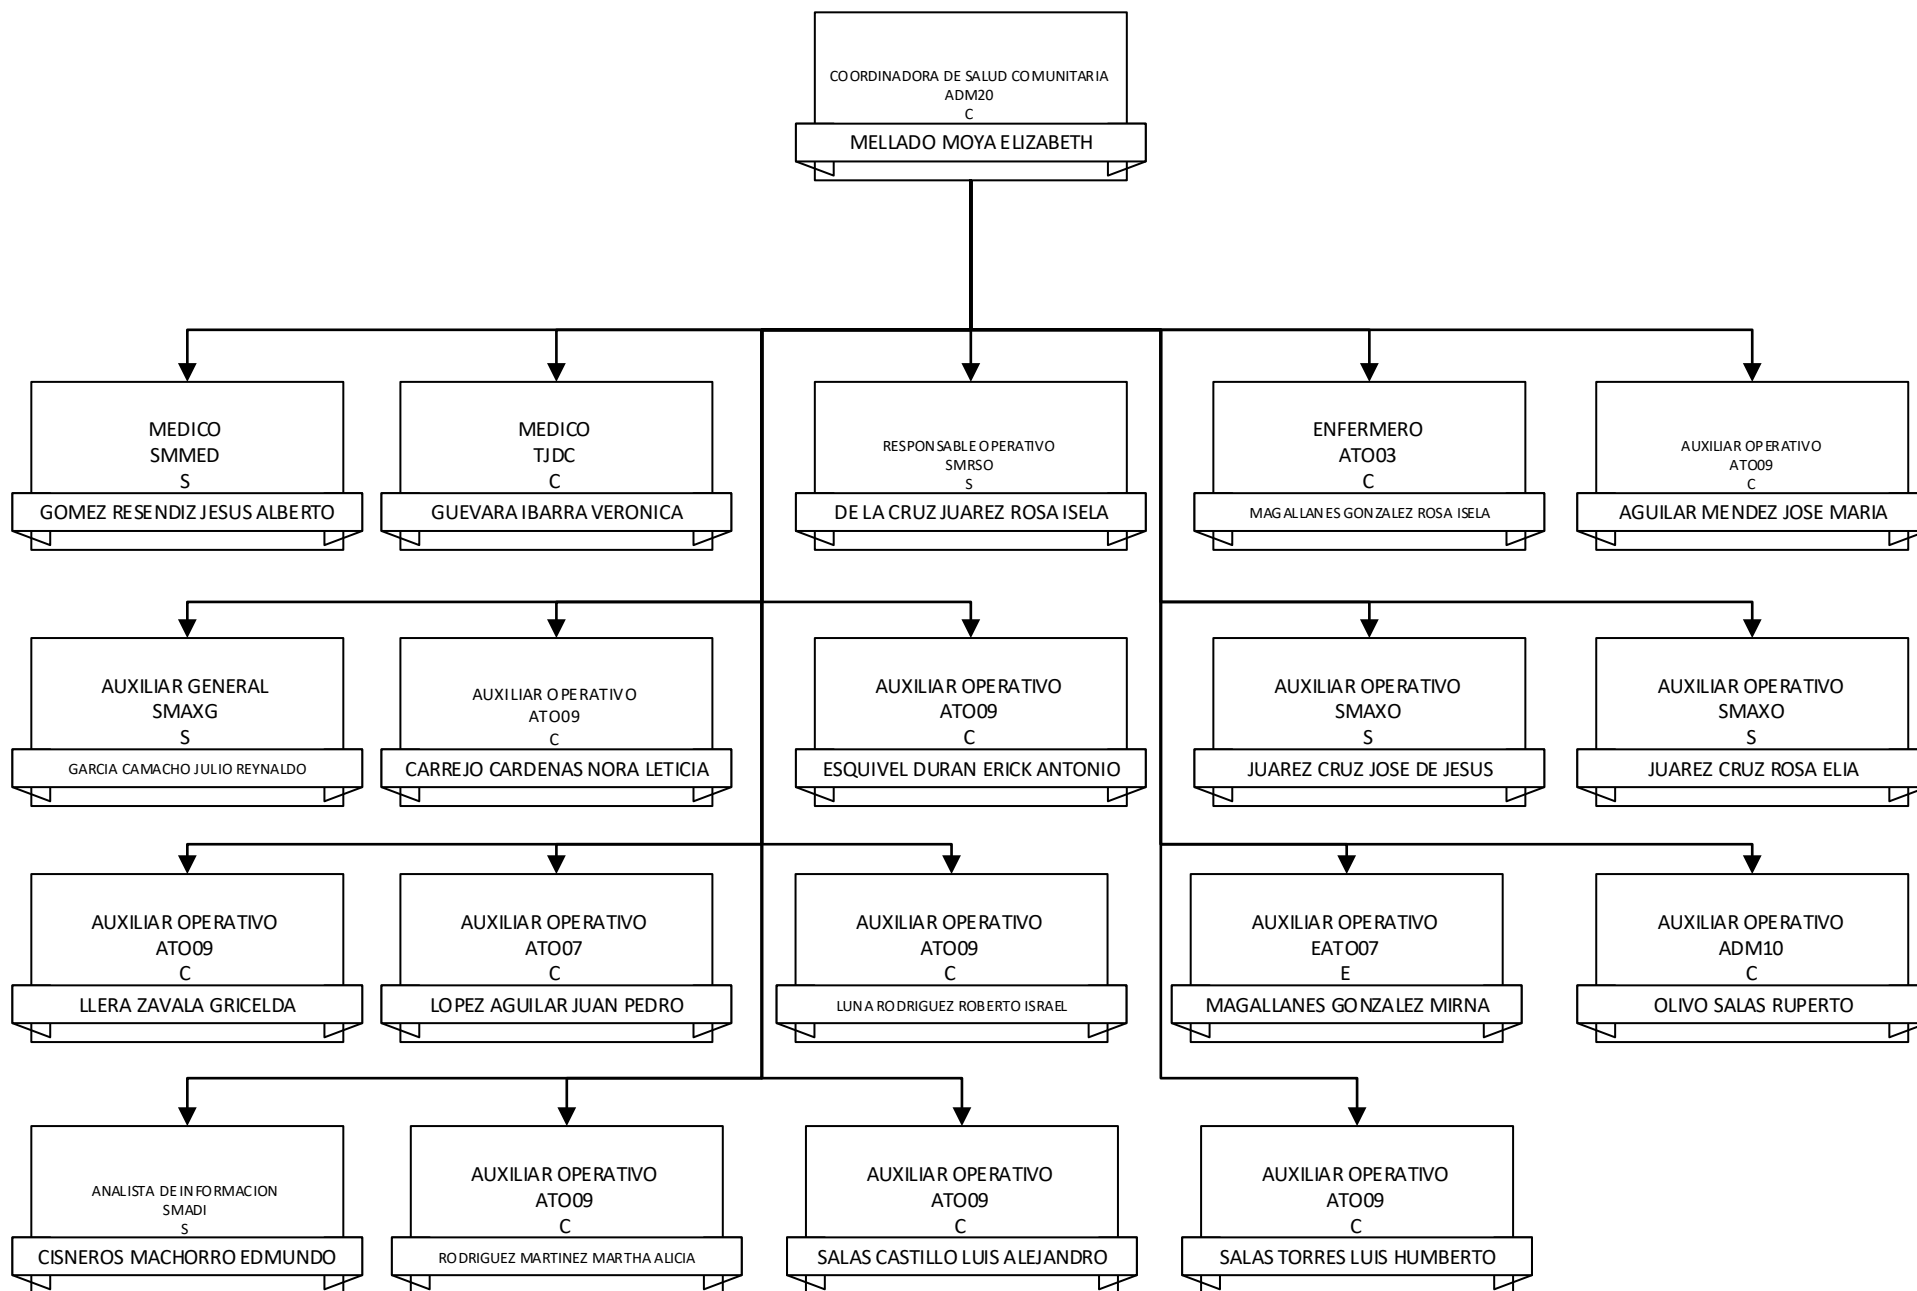 COORDINADORA DE SALUD COMUNITARIA
ADM20
C
MELLADO MOYA ELIZABETH
MEDICO
SMMED
S
GOMEZ RESENDIZ JESUS ALBERTO
MEDICO
TJDC
C
GUEVARA IBARRA VERONICA
RESPONSABLE OPERATIVO
SMRSO
S
DE LA CRUZ JUAREZ ROSA ISELA
ENFERMERO
ATO03
C
MAGALLANES GONZALEZ ROSA ISELA
AUXILIAR OPERATIVO
ATO09
C
AGUILAR MENDEZ JOSE MARIA
AUXILIAR GENERAL
SMAXG
S
GARCIA CAMACHO JULIO REYNALDO
AUXILIAR OPERATIVO
ATO09
C
CARREJO CARDENAS NORA LETICIA
AUXILIAR OPERATIVO
ATO09
C
ESQUIVEL DURAN ERICK ANTONIO
AUXILIAR OPERATIVO
SMAXO
S
JUAREZ CRUZ JOSE DE JESUS
AUXILIAR OPERATIVO
SMAXO
S
JUAREZ CRUZ ROSA ELIA
AUXILIAR OPERATIVO
ATO09
C
LLERA ZAVALA GRICELDA
AUXILIAR OPERATIVO
ATO07
C
LOPEZ AGUILAR JUAN PEDRO
AUXILIAR OPERATIVO
ATO09
C
LUNA RODRIGUEZ ROBERTO ISRAEL
AUXILIAR OPERATIVO
EATO07
E
MAGALLANES GONZALEZ MIRNA
AUXILIAR OPERATIVO
ADM10
C
OLIVO SALAS RUPERTO
ANALISTA DE INFORMACION
SMADI
S
CISNEROS MACHORRO EDMUNDO
AUXILIAR OPERATIVO
ATO09
C
RODRIGUEZ MARTINEZ MARTHA ALICIA
AUXILIAR OPERATIVO
ATO09
C
SALAS CASTILLO LUIS ALEJANDRO
AUXILIAR OPERATIVO
ATO09
C
SALAS TORRES LUIS HUMBERTO